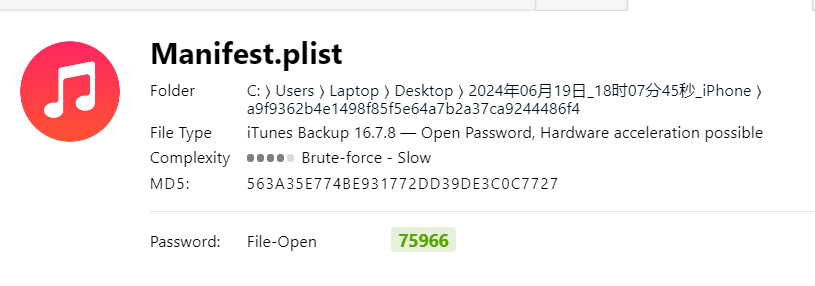 Manifest.plist
Folder C: 〉Users 〉Laptop 〉Desktop 〉2024年06月19日_18时07分45秒_iPhone 〉
a9f9362b4e1498f85f5e64a7b2a37ca9244486f4
File Type iTunes Backup 16.7.8 — Open Password, Hardware acceleration possible
Complexity Brute-force - Slow
MD5: 563A35E774BE931772DD39DE3C0C7727
Password: File-Open 75966